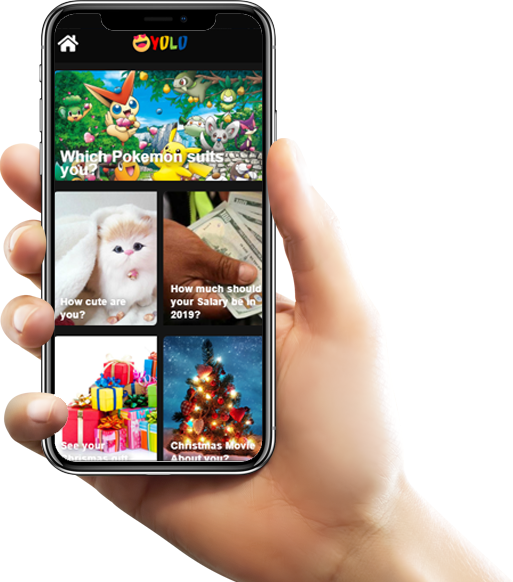 YOLO
Which Pokemon suits
you?
How cute are
you?
How much should
your Salary be in
2019?
See your
Christmas Movie
About you?